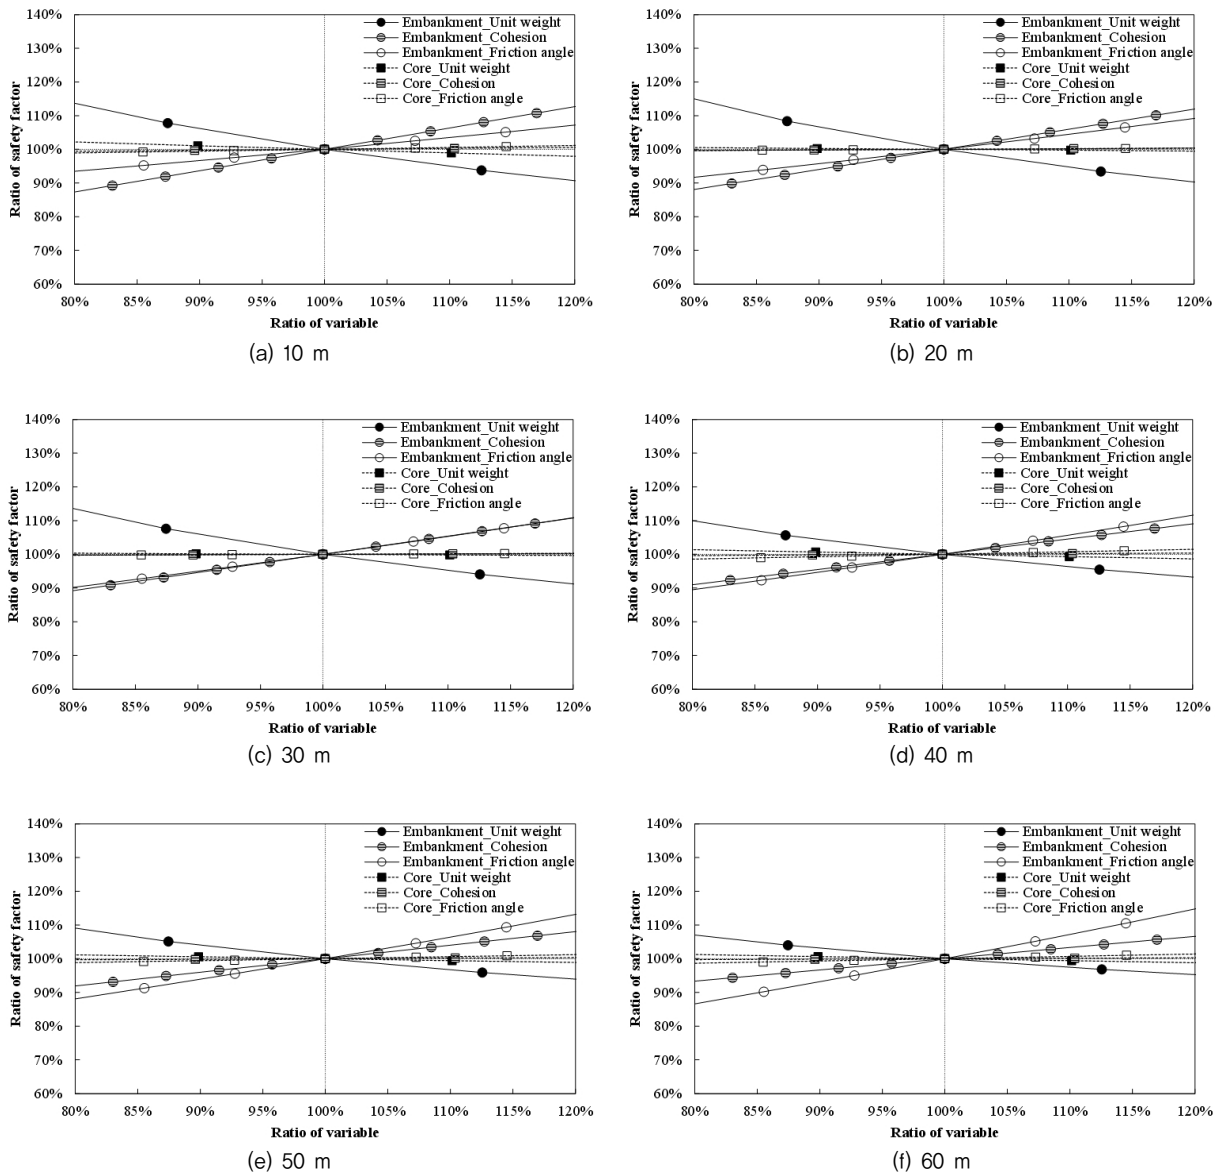 140%
130%
120%
110%
100%
90%
80%
70%
60%
Ratio of safety factor
80% 85% 90% 95% 100% 105% 110% 115% 120%
Ratio of variable
Embankment_Unit weight
Embankment_Cohesion
Embankment_Friction angle
Core_Unit weight
Core_Cohesion
Core_Friction angle
(a) 10 m
140%
130%
120%
110%
100%
90%
80%
70%
60%
Ratio of safety factor
80% 85% 90% 95% 100% 105% 110% 115% 120%
Ratio of variable
Embankment_Unit weight
Embankment_Cohesion
Embankment_Friction angle
Core_Unit weight
Core_Cohesion
Core_Friction angle
(b) 20 m
140%
130%
120%
110%
100%
90%
80%
70%
60%
Ratio of safety factor
80% 85% 90% 95% 100% 105% 110% 115% 120%
Ratio of variable
Embankment_Unit weight
Embankment_Cohesion
Embankment_Friction angle
Core_Unit weight
Core_Cohesion
Core_Friction angle
(c) 30 m
140%
130%
120%
110%
100%
90%
80%
70%
60%
Ratio of safety factor
80% 85% 90% 95% 100% 105% 110% 115% 120%
Ratio of variable
Embankment_Unit weight
Embankment_Cohesion
Embankment_Friction angle
Core_Unit weight
Core_Cohesion
Core_Friction angle
(d) 40 m
140%
130%
120%
110%
100%
90%
80%
70%
60%
Ratio of safety factor
80% 85% 90% 95% 100% 105% 110% 115% 120%
Ratio of variable
Embankment_Unit weight
Embankment_Cohesion
Embankment_Friction angle
Core_Unit weight
Core_Cohesion
Core_Friction angle
(e) 50 m
140%
130%
120%
110%
100%
90%
80%
70%
60%
Ratio of safety factor
80% 85% 90% 95% 100% 105% 110% 115% 120%
Ratio of variable
Embankment_Unit weight
Embankment_Cohesion
Embankment_Friction angle
Core_Unit weight
Core_Cohesion
Core_Friction angle
(f) 60 m